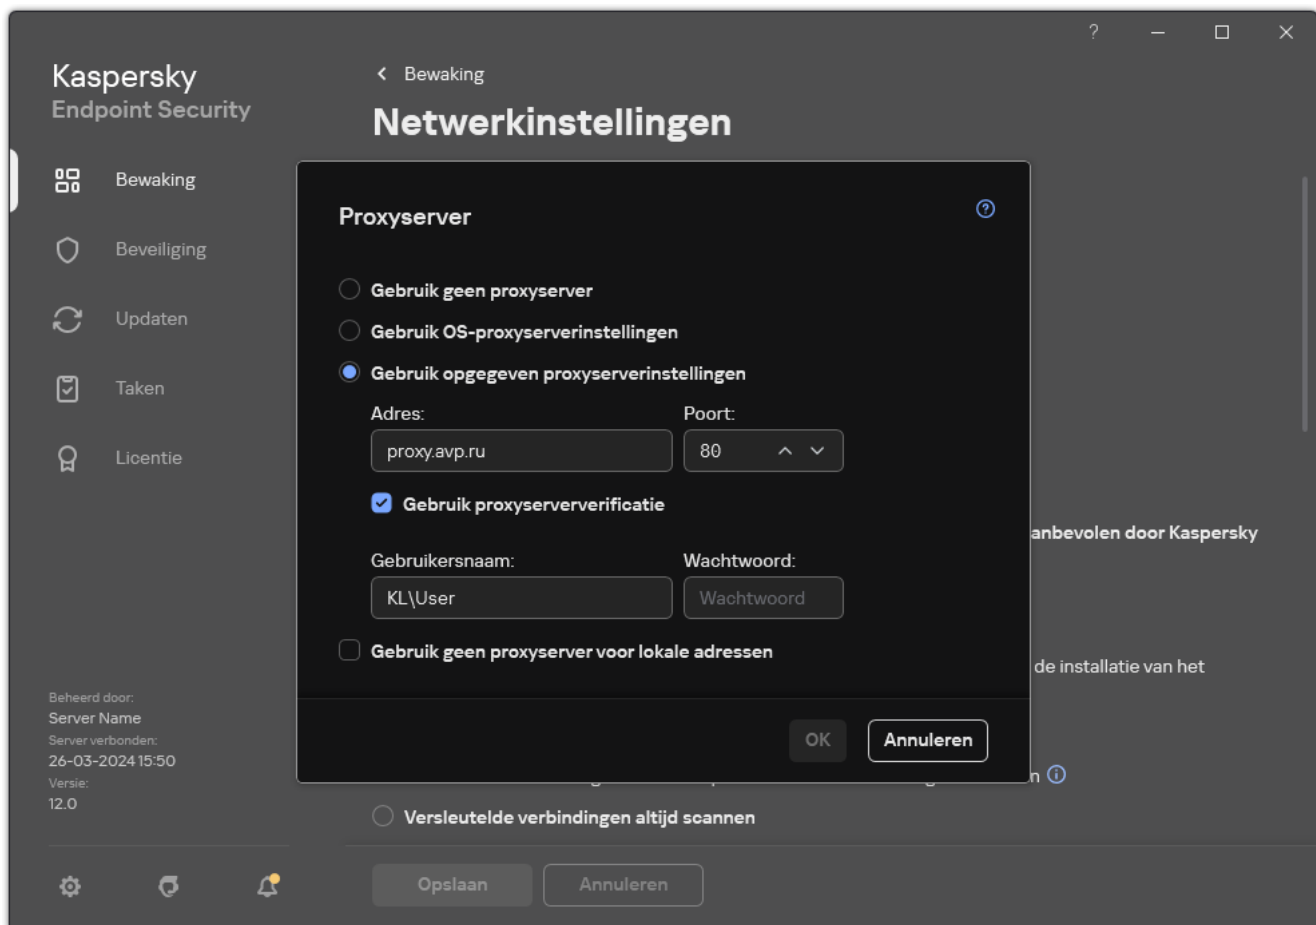 ?
Kaspersky
Endpoint Security
Bewaking
Netwerkinstellingen
Bewaking
Beveiliging
Updaten
Taken
Licentie
Proxyserver
?
Gebruik geen proxyserver
Gebruik OS-proxyserverinstellingen
Gebruik opgegeven proxyserverinstellingen
Adres: Poort:
proxy.avp.ru 80
Gebruik proxyserververificatie
Gebruikersnaam: Wachtwoord:
KL\User Wachtwoord
Gebruik geen proxyserver voor lokale adressen
OK Annuleren
anbevolen door Kaspersky
de installatie van het
Versleutelde verbindingen altijd scannen
Beheerd door:
Server Name
Server verbonden:
26-03-2024 15:50
Versie:
12.0
Opslaan Annuleren